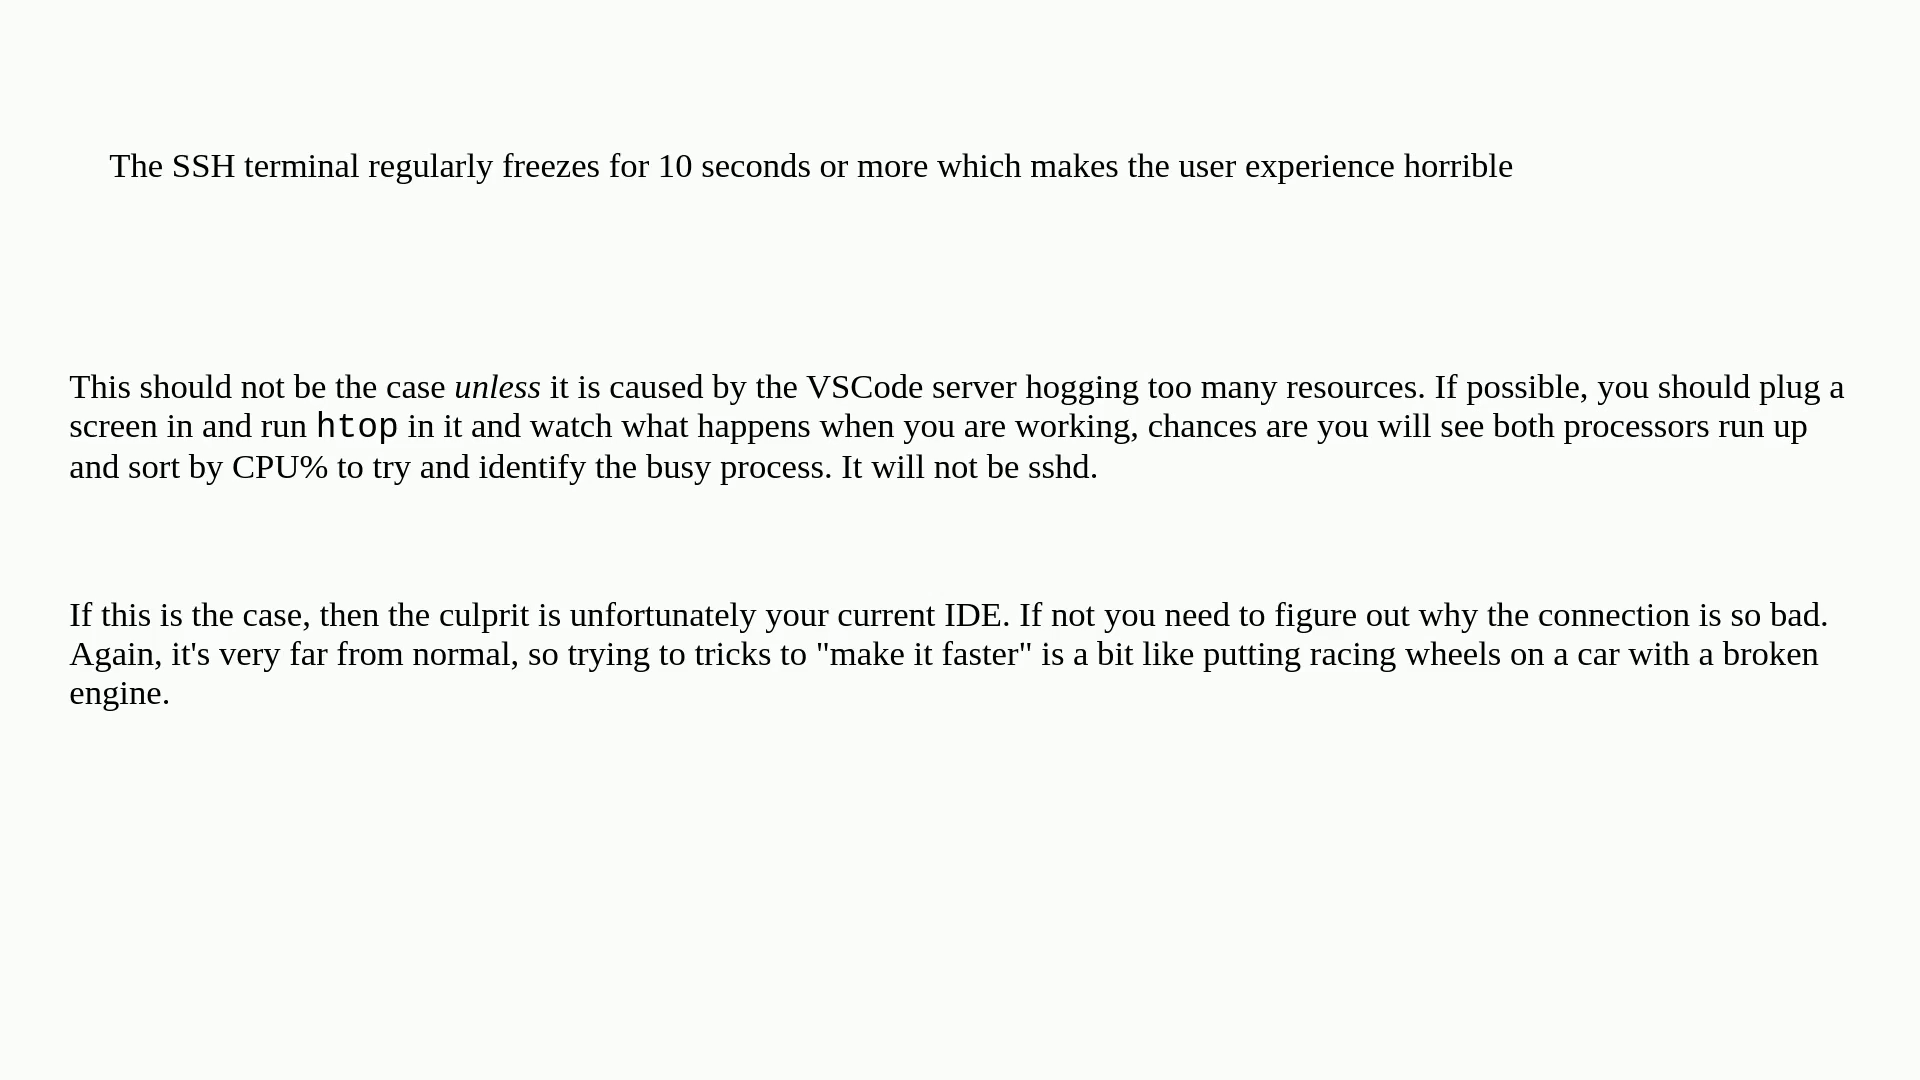 The SSH terminal regularly freezes for 10 seconds or more which makes the user experience horrible
This should not be the case unless it is caused by the VSCode server hogging too many resources. If possible, you should plug a
screen in and run htop in it and watch what happens when you are working, chances are you will see both processors run up
and sort by CPU% to try and identify the busy process. It will not be sshd.
If this is the case, then the culprit is unfortunately your current IDE. If not you need to figure out why the connection is so bad.
Again, it's very far from normal, so trying to tricks to "make it faster" is a bit like putting racing wheels on a car with a broken
engine.